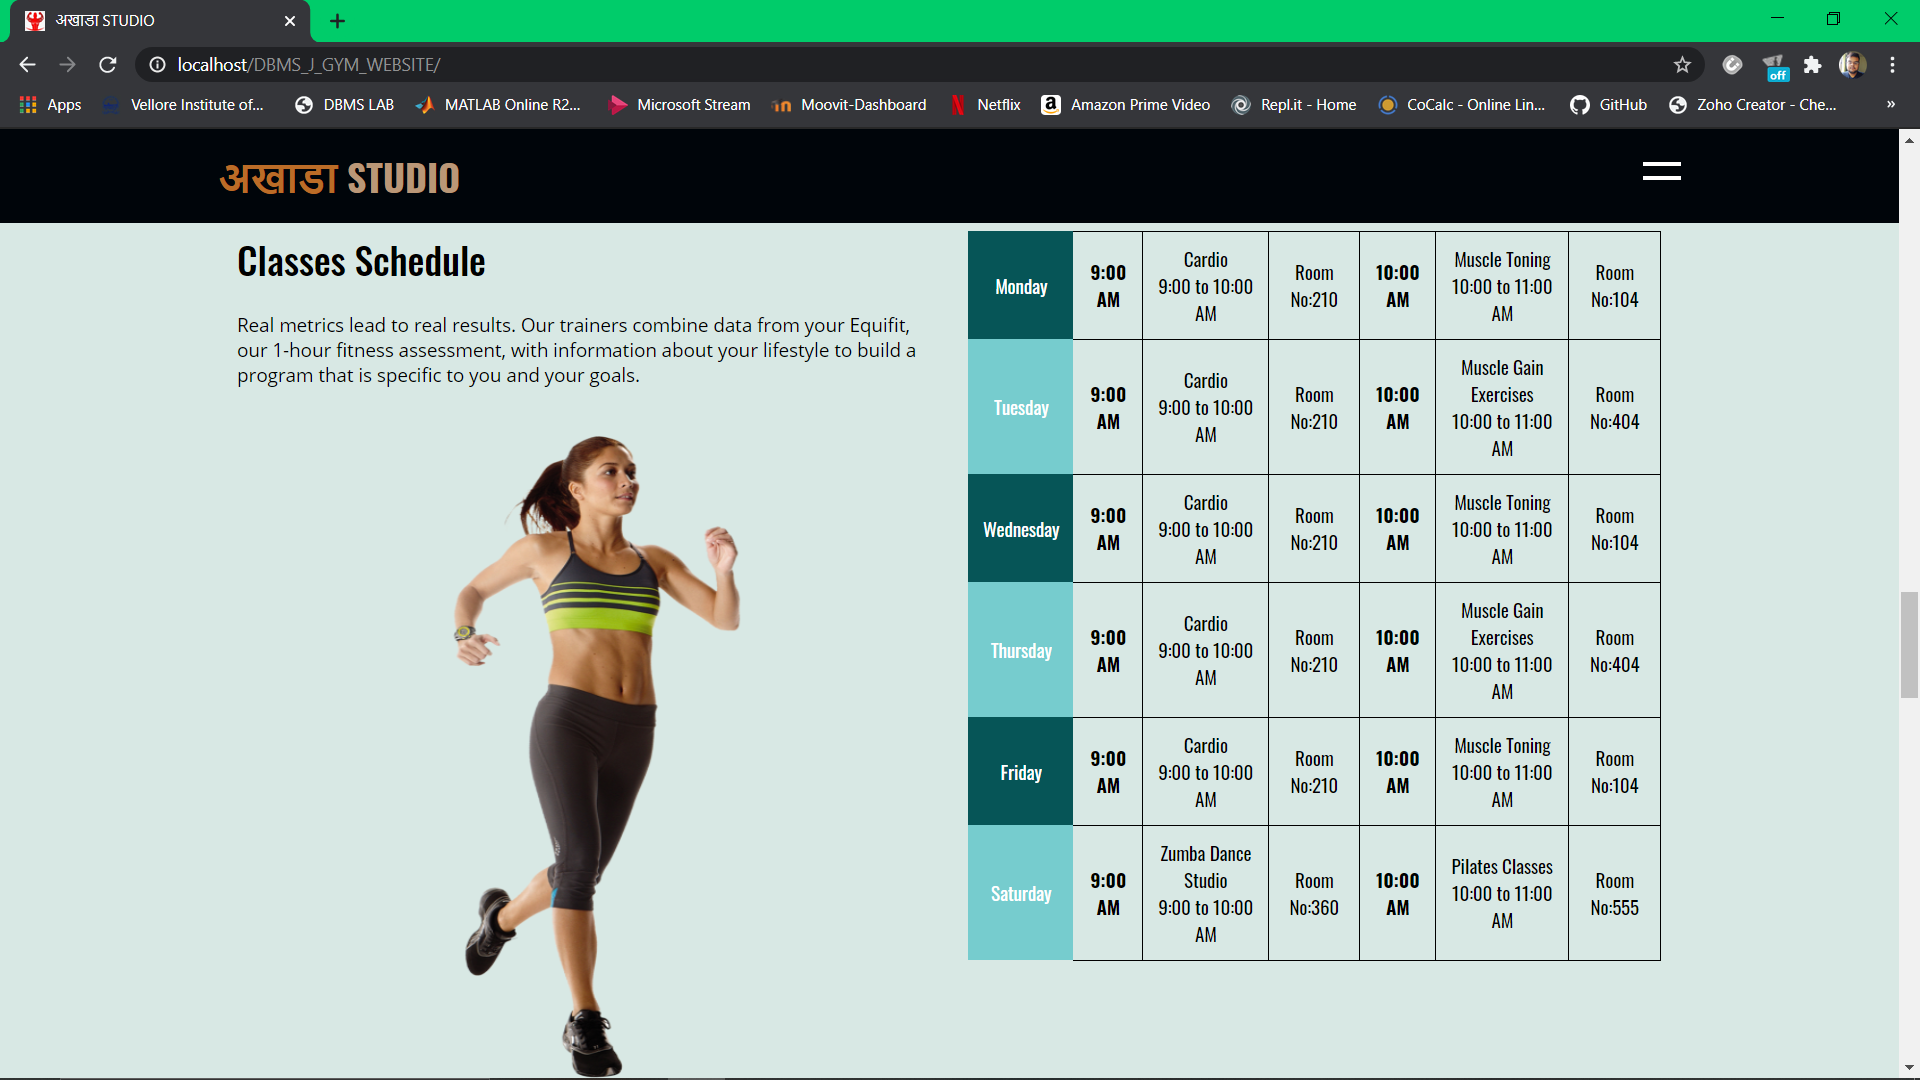 अखाडा STUDIO
localhost/DBMS_J_GYM_WEBSITE/
Apps
Vellore Institute of...
DBMS LAB
MATLAB Online R2...
Microsoft Stream
Moovit-Dashboard
Netflix
Amazon Prime Video
Repl.it - Home
CoCalc - Online Lin...
GitHub
Zoho Creator - Che...
»
off
अखाडा STUDIO
Classes Schedule
Real metrics lead to real results. Our trainers combine data from your Equifit,
our 1-hour fitness assessment, with information about your lifestyle to build a
program that is specific to you and your goals.
Monday
9:00
AM
Cardio
9:00 to 10:00
AM
Room
No:210
10:00
AM
Muscle Toning
10:00 to 11:00
AM
Room
No:104
Tuesday
9:00
AM
Cardio
9:00 to 10:00
AM
Room
No:210
10:00
AM
Muscle Gain
Exercises
10:00 to 11:00
AM
Room
No:404
Wednesday
9:00
AM
Cardio
9:00 to 10:00
AM
Room
No:210
10:00
AM
Muscle Toning
10:00 to 11:00
AM
Room
No:104
Thursday
9:00
AM
Cardio
9:00 to 10:00
AM
Room
No:210
10:00
AM
Muscle Gain
Exercises
10:00 to 11:00
AM
Room
No:404
Friday
9:00
AM
Cardio
9:00 to 10:00
AM
Room
No:210
10:00
AM
Muscle Toning
10:00 to 11:00
AM
Room
No:104
Saturday
9:00
AM
Zumba Dance
Studio
9:00 to 10:00
AM
Room
No:360
10:00
AM
Pilates Classes
10:00 to 11:00
AM
Room
No:555